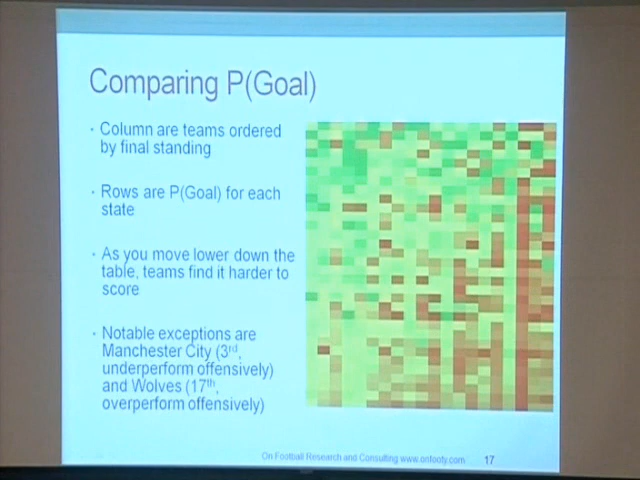 Comparing P(Goal)
• Column are teams ordered
by final standing
• Rows are P(Goal) for each
state
• As you move lower down the
table, teams find it harder to
score
• Notable exceptions are
Manchester City (3rd,
underperform offensively)
and Wolves (17th,
overperform offensively)
On Football Research and Consulting www.onfooty.com 17